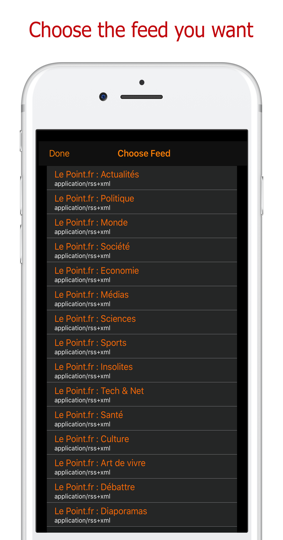 Choose the feed you want
Done Choose Feed
Le Point.fr : Actualités
application/rss+xml
Le Point.fr : Politique
application/rss+xml
Le Point.fr : Monde
application/rss+xml
Le Point.fr : Société
application/rss+xml
Le Point.fr : Economie
application/rss+xml
Le Point.fr : Médias
application/rss+xml
Le Point.fr : Sciences
application/rss+xml
Le Point.fr : Sports
application/rss+xml
Le Point.fr : Insolites
application/rss+xml
Le Point.fr : Tech & Net
application/rss+xml
Le Point.fr : Santé
application/rss+xml
Le Point.fr : Culture
application/rss+xml
Le Point.fr : Art de vivre
application/rss+xml
Le Point.fr : Débattre
application/rss+xml
Le Point.fr : Diaporamas
application/rss+xml